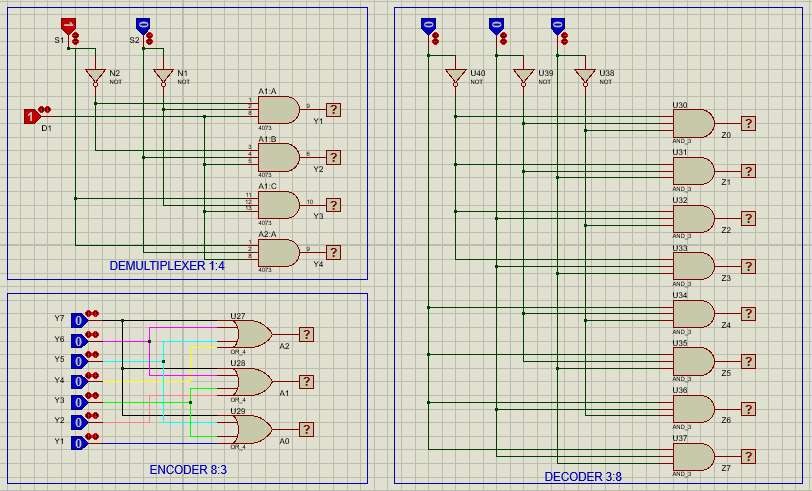 1 0
S1 S2
N2 N1
NOT NOT
1
D1
A1:A
1
2
8
9
4073
?
Y1
A1:B
3
4
5
6
4073
?
Y2
A1:C
11
12
13
10
4073
?
Y3
A2:A
1
2
8
9
4073
?
Y4
DEMULTIPLEXER 1:4
Y7 0
Y6 0
Y5 0
Y4 0
Y3 0
Y2 0
Y1 0
U27
OR_4
?
A2
U28
OR_4
?
A1
U29
OR_4
?
A0
ENCODER 8:3
0 0 0
U40 U39 U38
NOT NOT NOT
U30
AND_3
?
Z0
U31
AND_3
?
Z1
U32
AND_3
?
Z2
U33
AND_3
?
Z3
U34
AND_3
?
Z4
U35
AND_3
?
Z5
U36
AND_3
?
Z6
U37
AND_3
?
Z7
DECODER 3:8